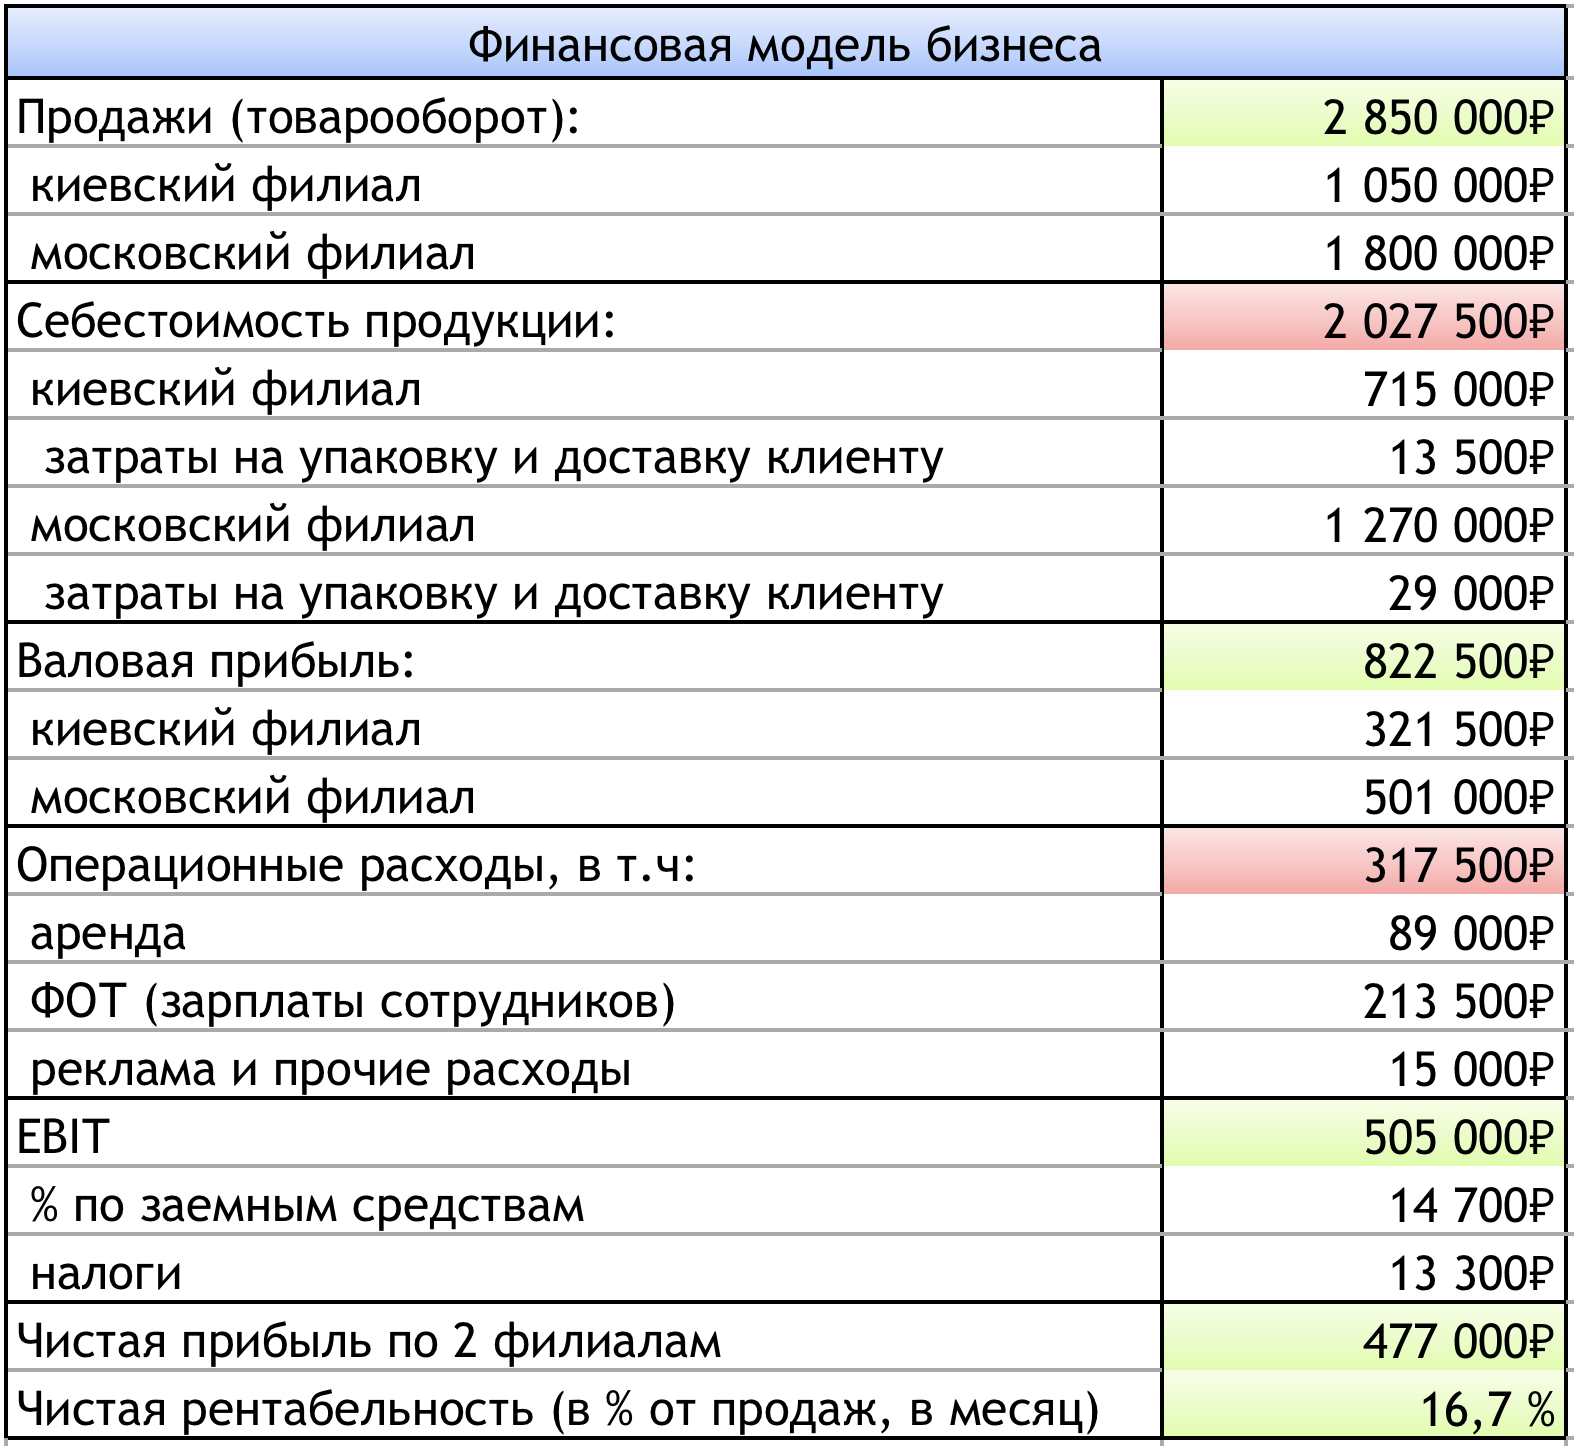 Финансовая модель бизнеса
Продажи (товарооборот): 2 850 000₽
киевский филиал 1 050 000₽
московский филиал 1 800 000₽
Себестоимость продукции: 2 027 500₽
киевский филиал 715 000₽
затраты на упаковку и доставку клиенту 13 500₽
московский филиал 1 270 000₽
затраты на упаковку и доставку клиенту 29 000₽
Валовая прибыль: 822 500₽
киевский филиал 321 500₽
московский филиал 501 000₽
Операционные расходы, в т.ч: 317 500₽
аренда 89 000₽
ФОТ (зарплаты сотрудников) 213 500₽
реклама и прочие расходы 15 000₽
EBIT 505 000₽
% по заемным средствам 14 700₽
налоги 13 300₽
Чистая прибыль по 2 филиалам 477 000₽
Чистая рентабельность (в % от продаж, в месяц) 16,7 %